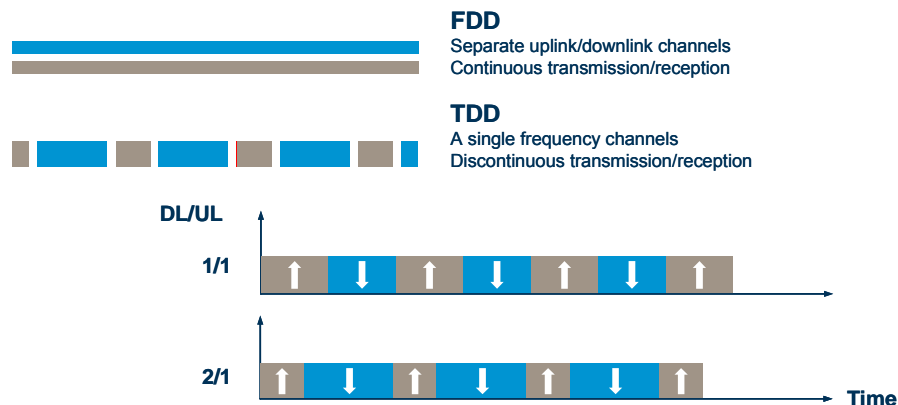 FDD
Separate uplink/downlink channels
Continuous transmission/reception
TDD
A single frequency channels
Discontinuous transmission/reception
DL/UL
1/1
2/1
Time